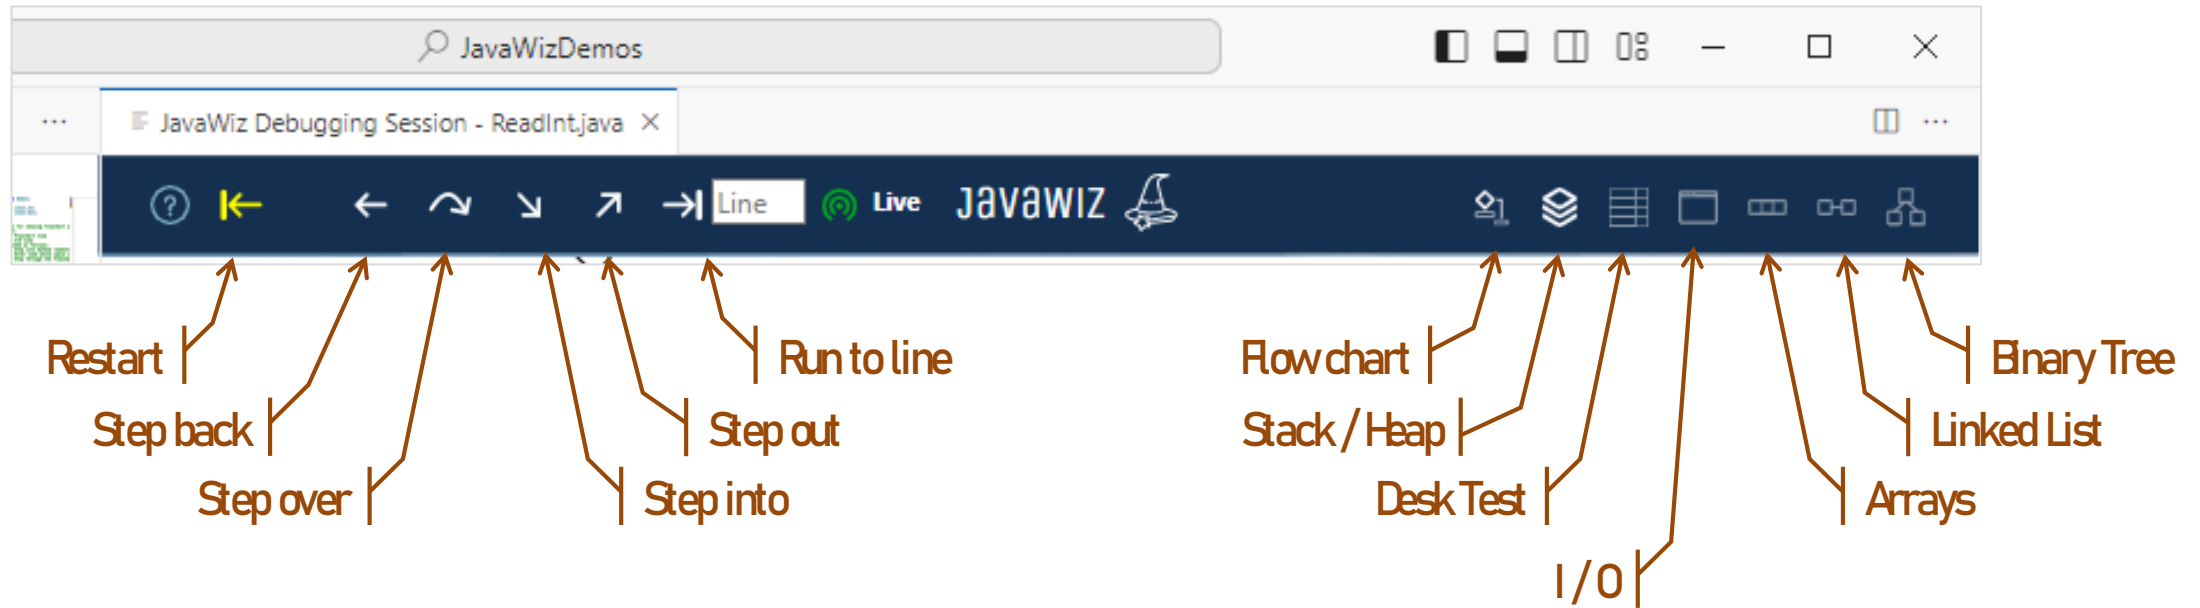 JavaWizDemos
JavaWiz Debugging Session - ReadInt.java
Line
Live
JavaWiz
Restart
Run to line
Flow chart
Binary Tree
Step back
Step out
Stack / Heap
Linked List
Step over
Step into
Desk Test
Arrays
I / O